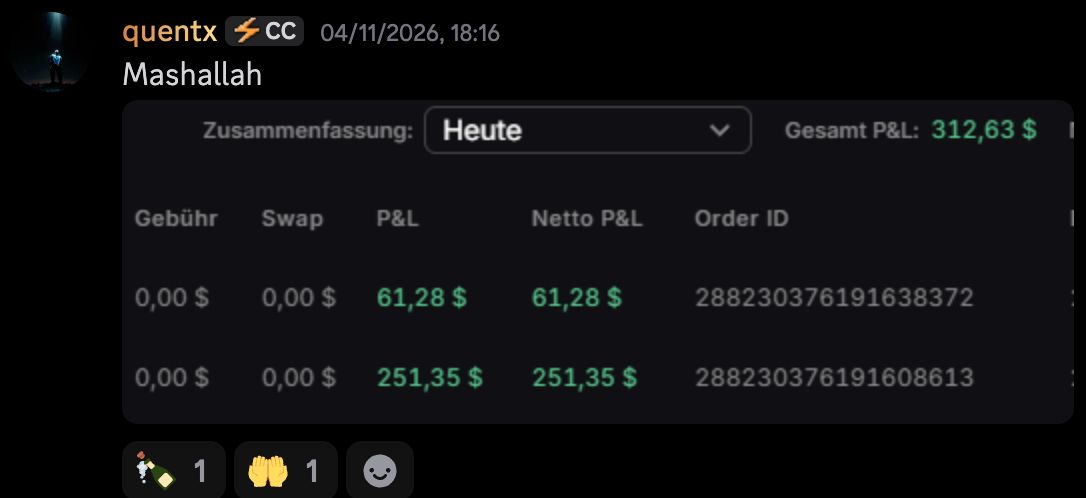 quentx ⚡CC 04/11/2026, 18:16
Mashallah
Zusammenfassung: Heute Gesamt P&L: 312,63 $
Gebühr Swap P&L Netto P&L Order ID
0,00 $ 0,00 $ 61,28 $ 61,28 $ 288230376191638372
0,00 $ 0,00 $ 251,35 $ 251,35 $ 288230376191608613
1 1